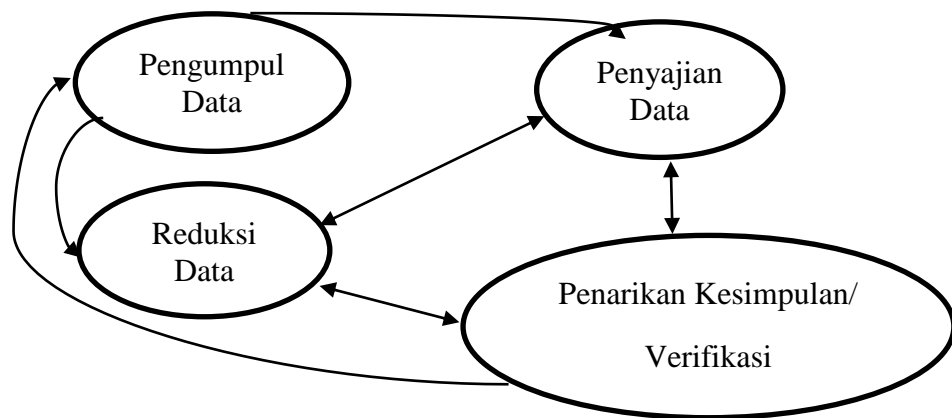 Pengumpul
Data
Penyajian
Data
Reduksi
Data
Penarikan Kesimpulan/
Verifikasi